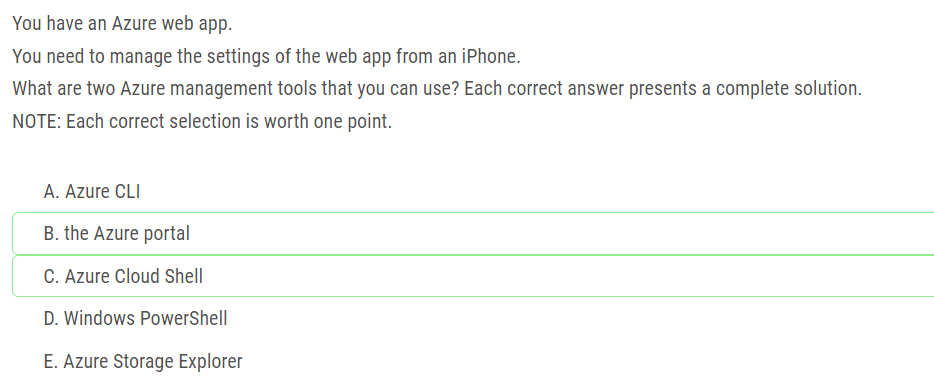 You have an Azure web app.
You need to manage the settings of the web app from an iPhone.
What are two Azure management tools that you can use? Each correct answer presents a complete solution.
NOTE: Each correct selection is worth one point.
A. Azure CLI
B. the Azure portal
C. Azure Cloud Shell
D. Windows PowerShell
E. Azure Storage Explorer